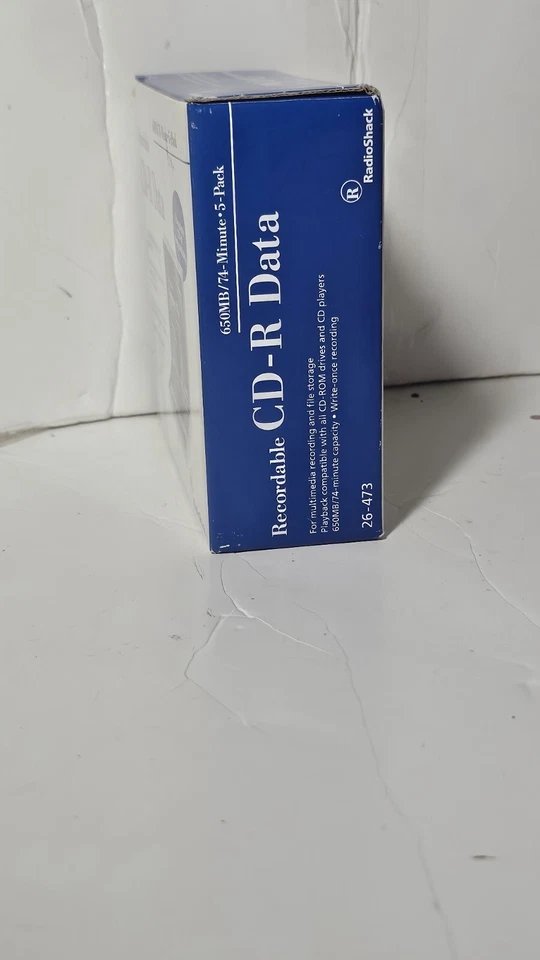 650MB/74-Minute • 5-Pack
Recordable CD-R Data
For multimedia recording and file storage
Playback compatible with all CD-ROM drives and CD players
650MB/74-minute capacity • Write-once recording
26-473
R
RadioShack